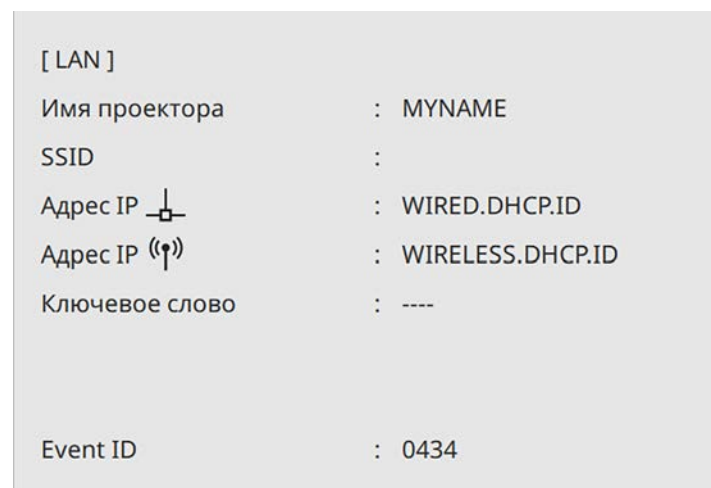 [ LAN ]
Имя проектора : MYNAME
SSID :
Адрес IP : WIRED.DHCP.ID
Адрес IP : WIRELESS.DHCP.ID
Ключевое слово : ----
Event ID : 0434